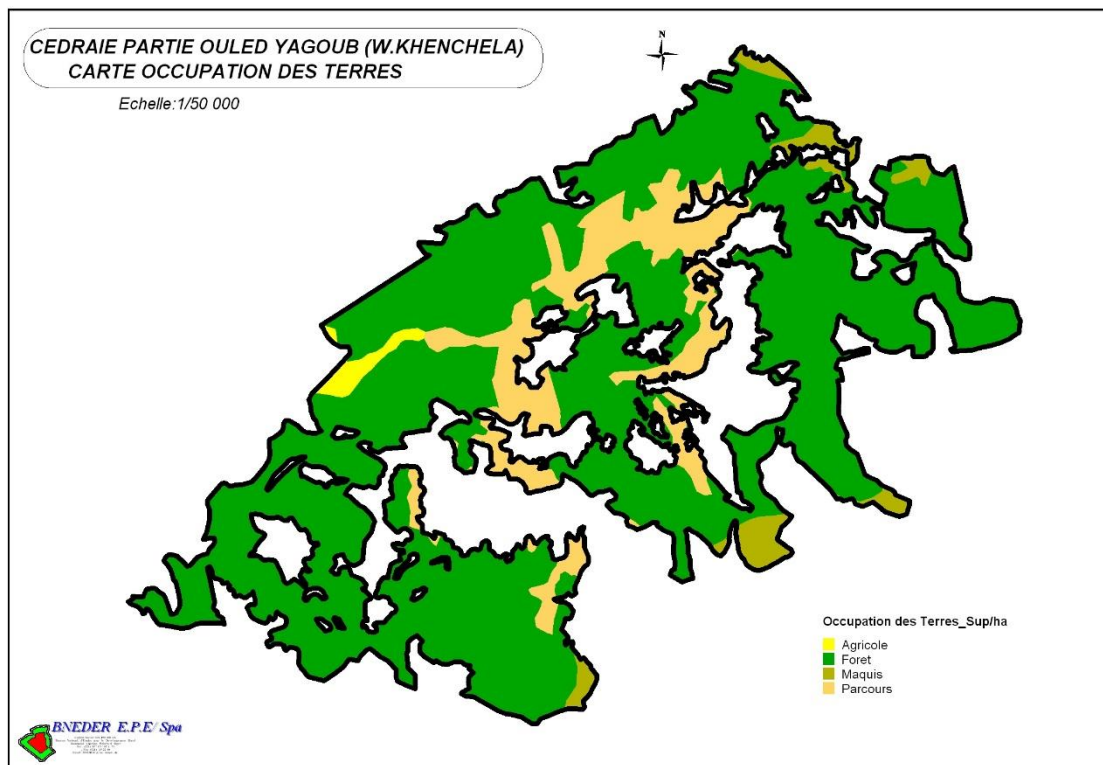 CEDRAIE PARTIE OULED YAGOUB (W.KHENCHELA)
CARTE OCCUPATION DES TERRES
Echelle:1/50 000
N
Occupation des Terres_Sup/ha
Agricole
Foret
Maquis
Parcours
BNEDER E.P.E/Spa